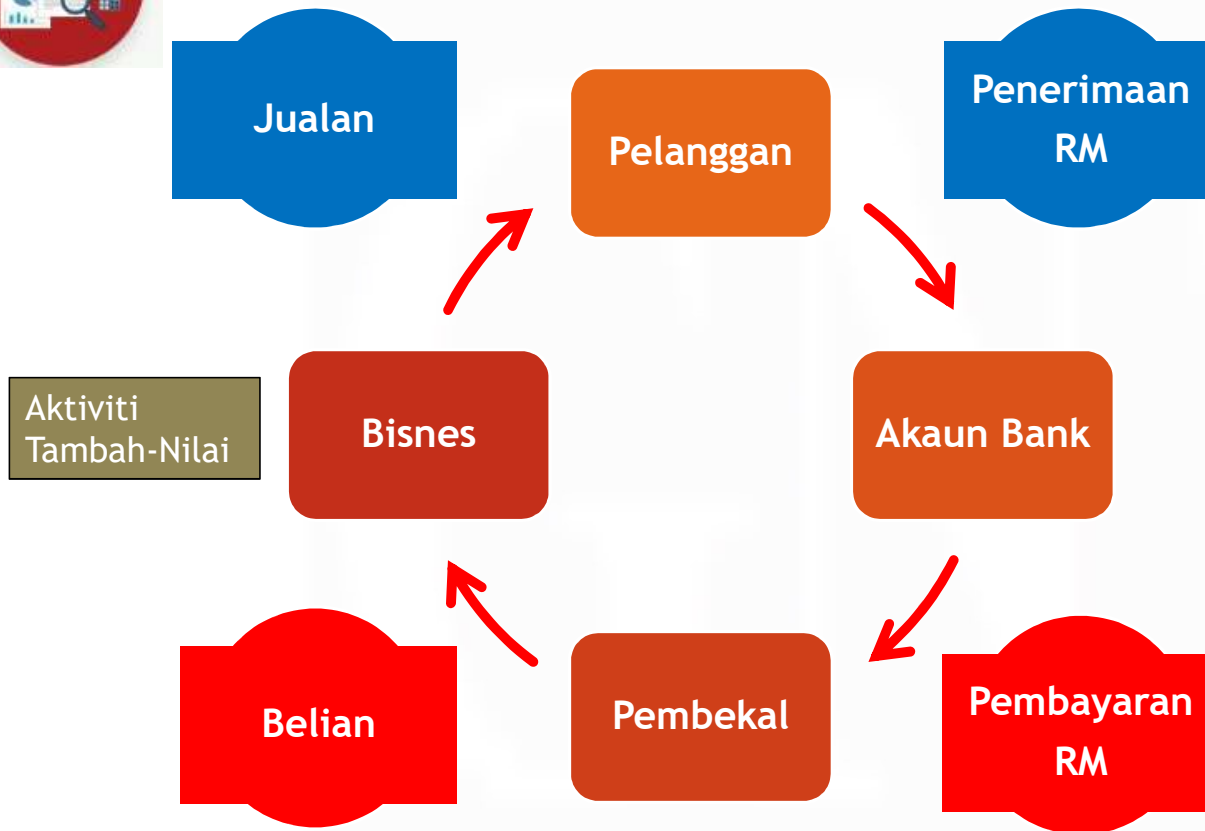 Jualan
Pelanggan
Penerimaan
RM
Aktiviti
Tambah-Nilai
Bisnes
Akaun Bank
Belian
Pembekal
Pembayaran
RM